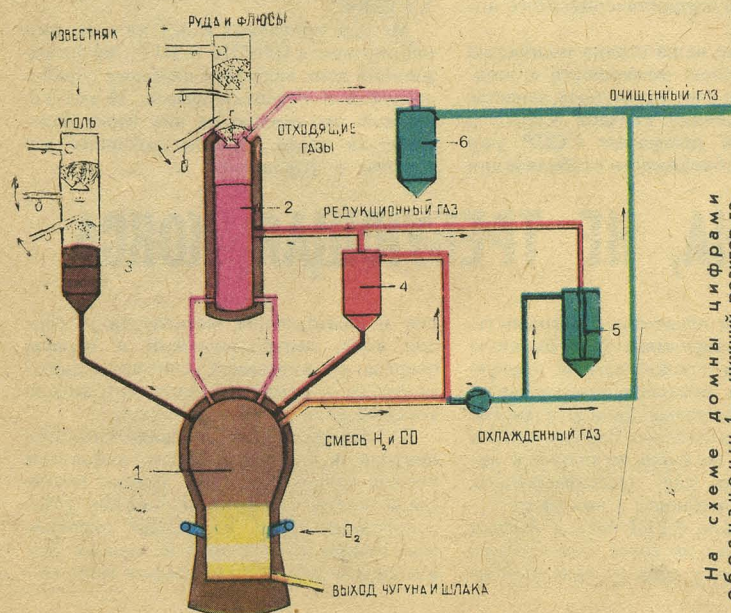 РУДА И ФЛЮСЫ
ИЗВЕСТНЯК
ОЧИЩЕННЫЙ ГАЗ
УГОЛЬ
ОТХОДЯЩИЕ
ГАЗЫ
6
2
РЕДУКЦИОННЫЙ ГАЗ
3
4
5
СМЕСЬ H₂ И CO
ОХЛАЖДЕННЫЙ ГАЗ
1
O₂
ВЫХОД ЧУГУНА И ШЛАКА
На схеме домны цифрами